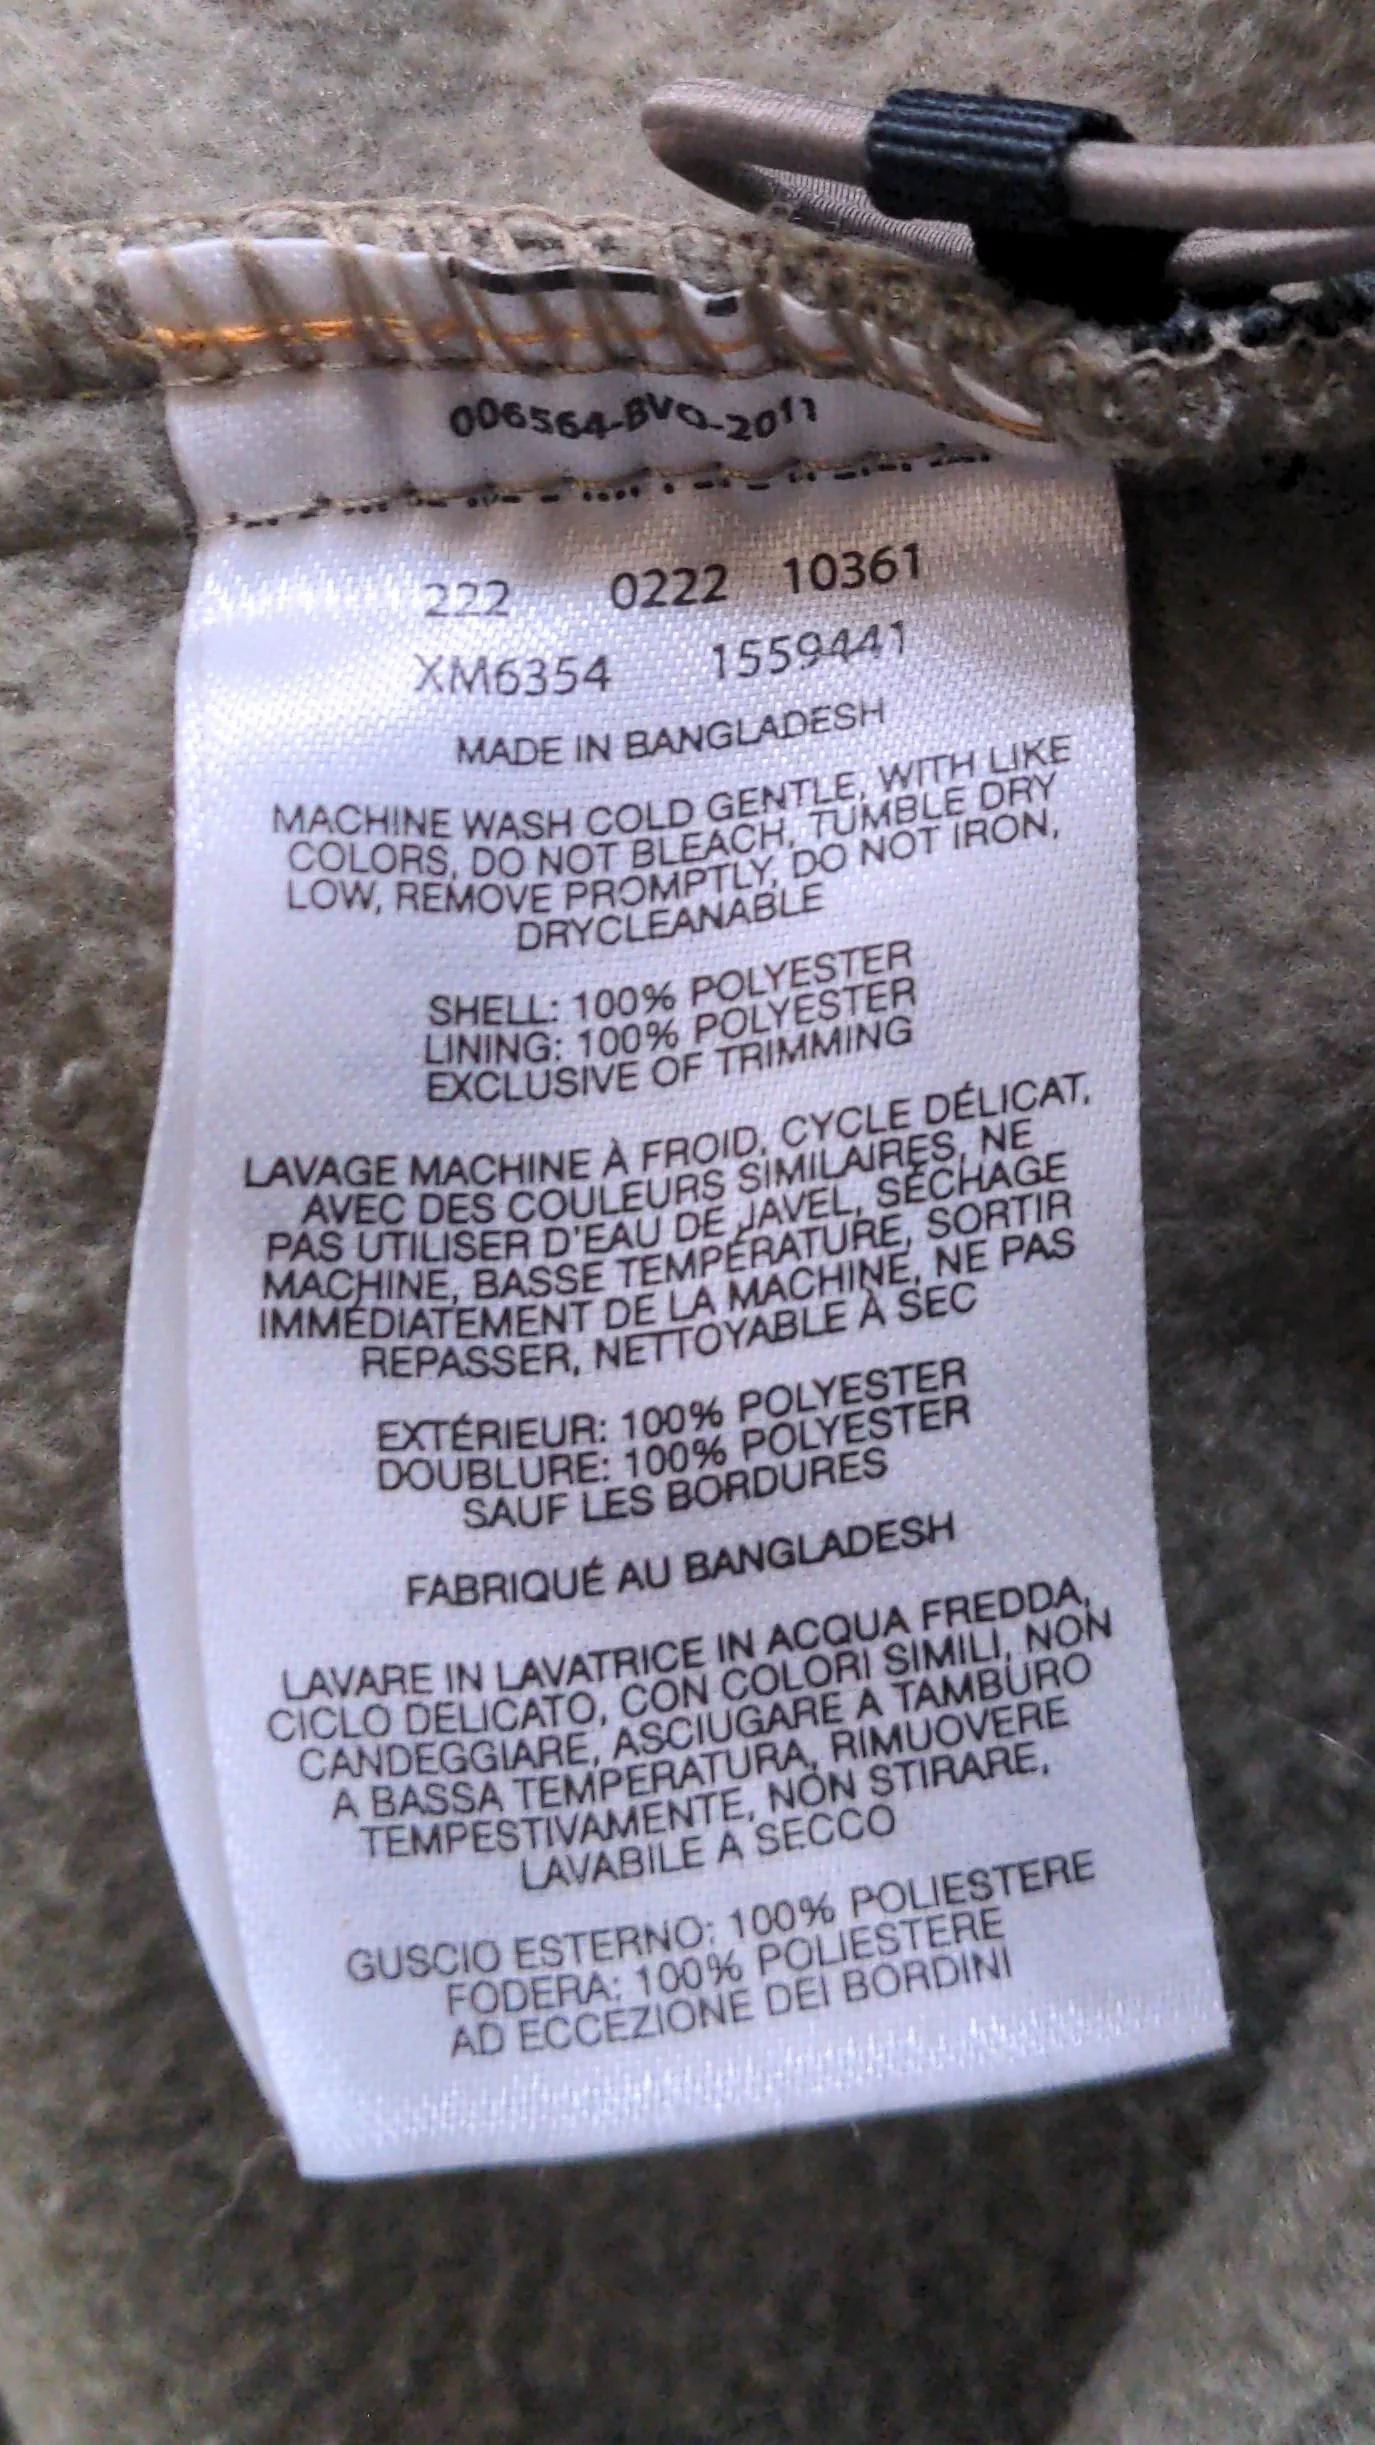 006564-BVO-2011
222 0222 10361
XM6354 1559441
MADE IN BANGLADESH
MACHINE WASH COLD GENTLE, WITH LIKE
COLORS, DO NOT BLEACH, TUMBLE DRY
LOW, REMOVE PROMPTLY, DO NOT IRON,
DRYCLEANABLE
SHELL: 100% POLYESTER
LINING: 100% POLYESTER
EXCLUSIVE OF TRIMMING
LAVAGE MACHINE À FROID, CYCLE DÉLICAT,
AVEC DES COULEURS SIMILAIRES, NE
PAS UTILISER D'EAU DE JAVEL, SÉCHAGE
MACHINE, BASSE TEMPÉRATURE, SORTIR
IMMÉDIATEMENT DE LA MACHINE, NE PAS
REPASSER, NETTOYABLE À SEC
EXTÉRIEUR: 100% POLYESTER
DOUBLURE: 100% POLYESTER
SAUF LES BORDURES
FABRIQUÉ AU BANGLADESH
LAVARE IN LAVATRICE IN ACQUA FREDDA,
CICLO DELICATO, CON COLORI SIMILI, NON
CANDEGGIARE, ASCIUGARE A TAMBURO
A BASSA TEMPERATURA, RIMUOVERE
TEMPESTIVAMENTE, NON STIRARE,
LAVABILE A SECCO
GUSCIO ESTERNO: 100% POLIESTERE
FODERA: 100% POLIESTERE
AD ECCEZIONE DEI BORDINI